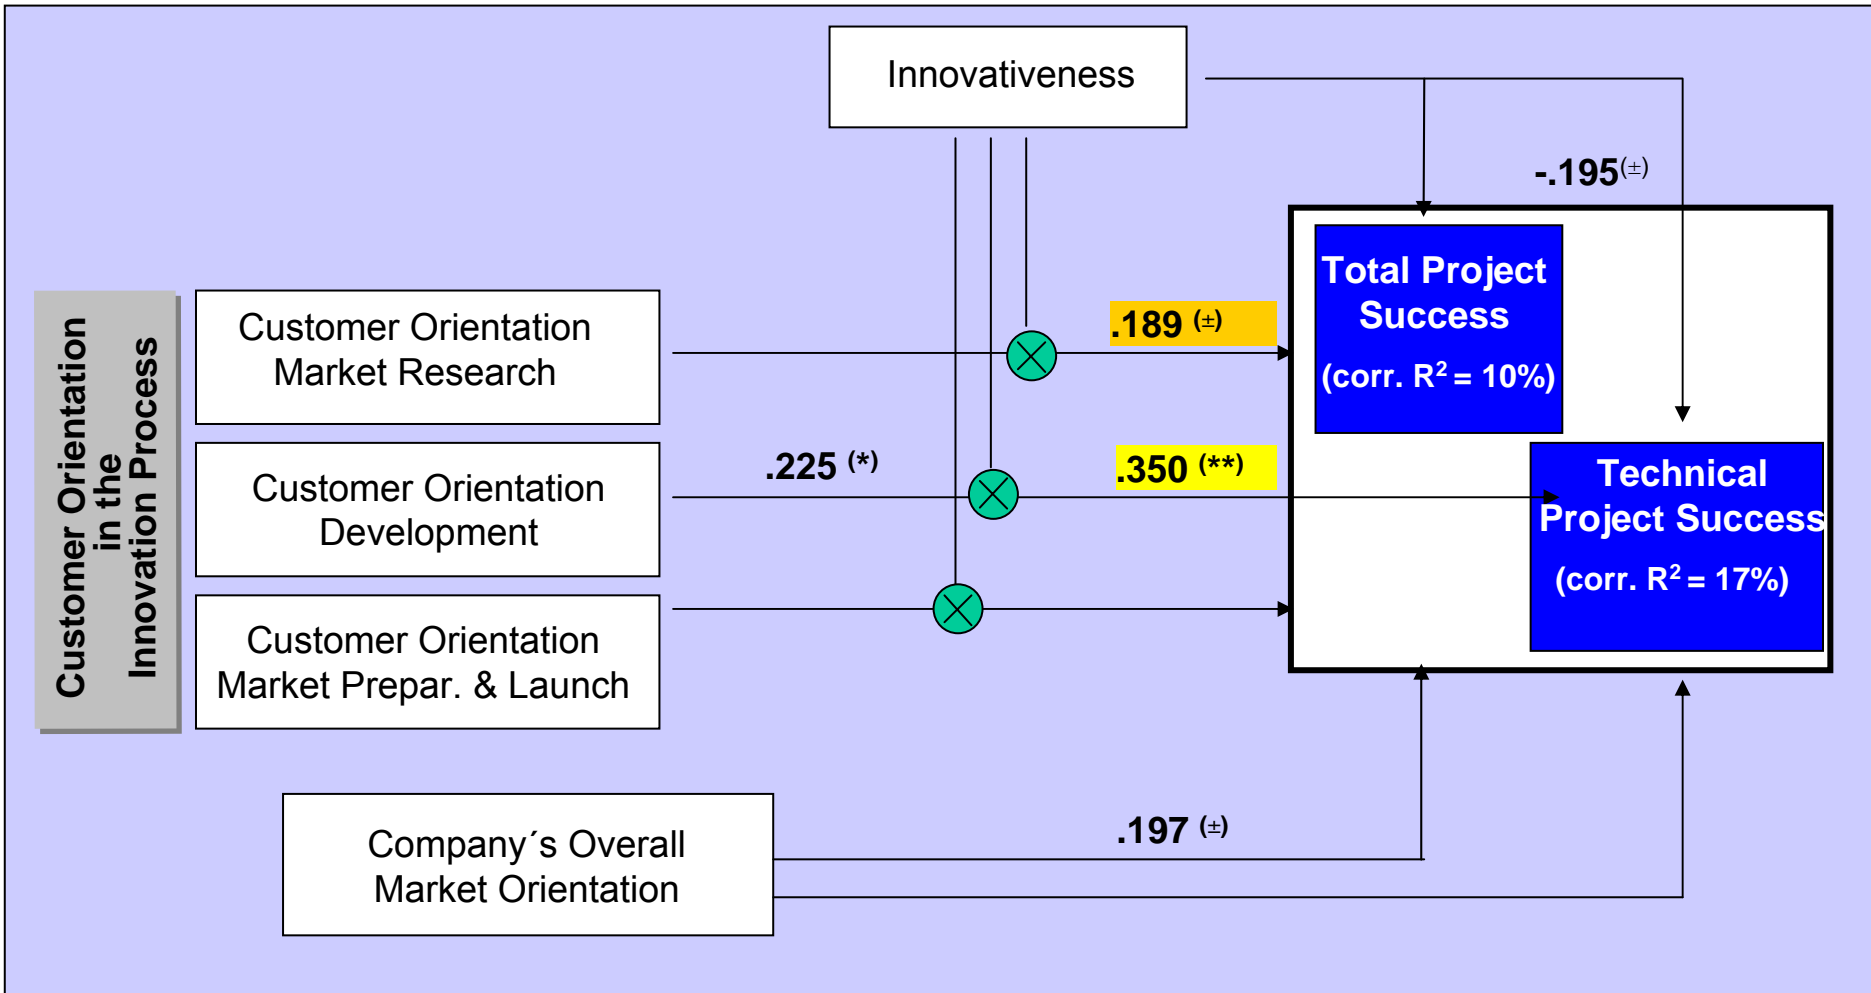 Innovativeness
-.195(±)
Customer Orientation
in the
Innovation Process
Customer Orientation
Market Research
.189 (±)
Total Project
Success
(corr. R² = 10%)
Customer Orientation
Development
.225 (*)
.350 (**)
Technical
Project Success
(corr. R² = 17%)
Customer Orientation
Market Prepar. & Launch
Company´s Overall
Market Orientation
.197 (±)